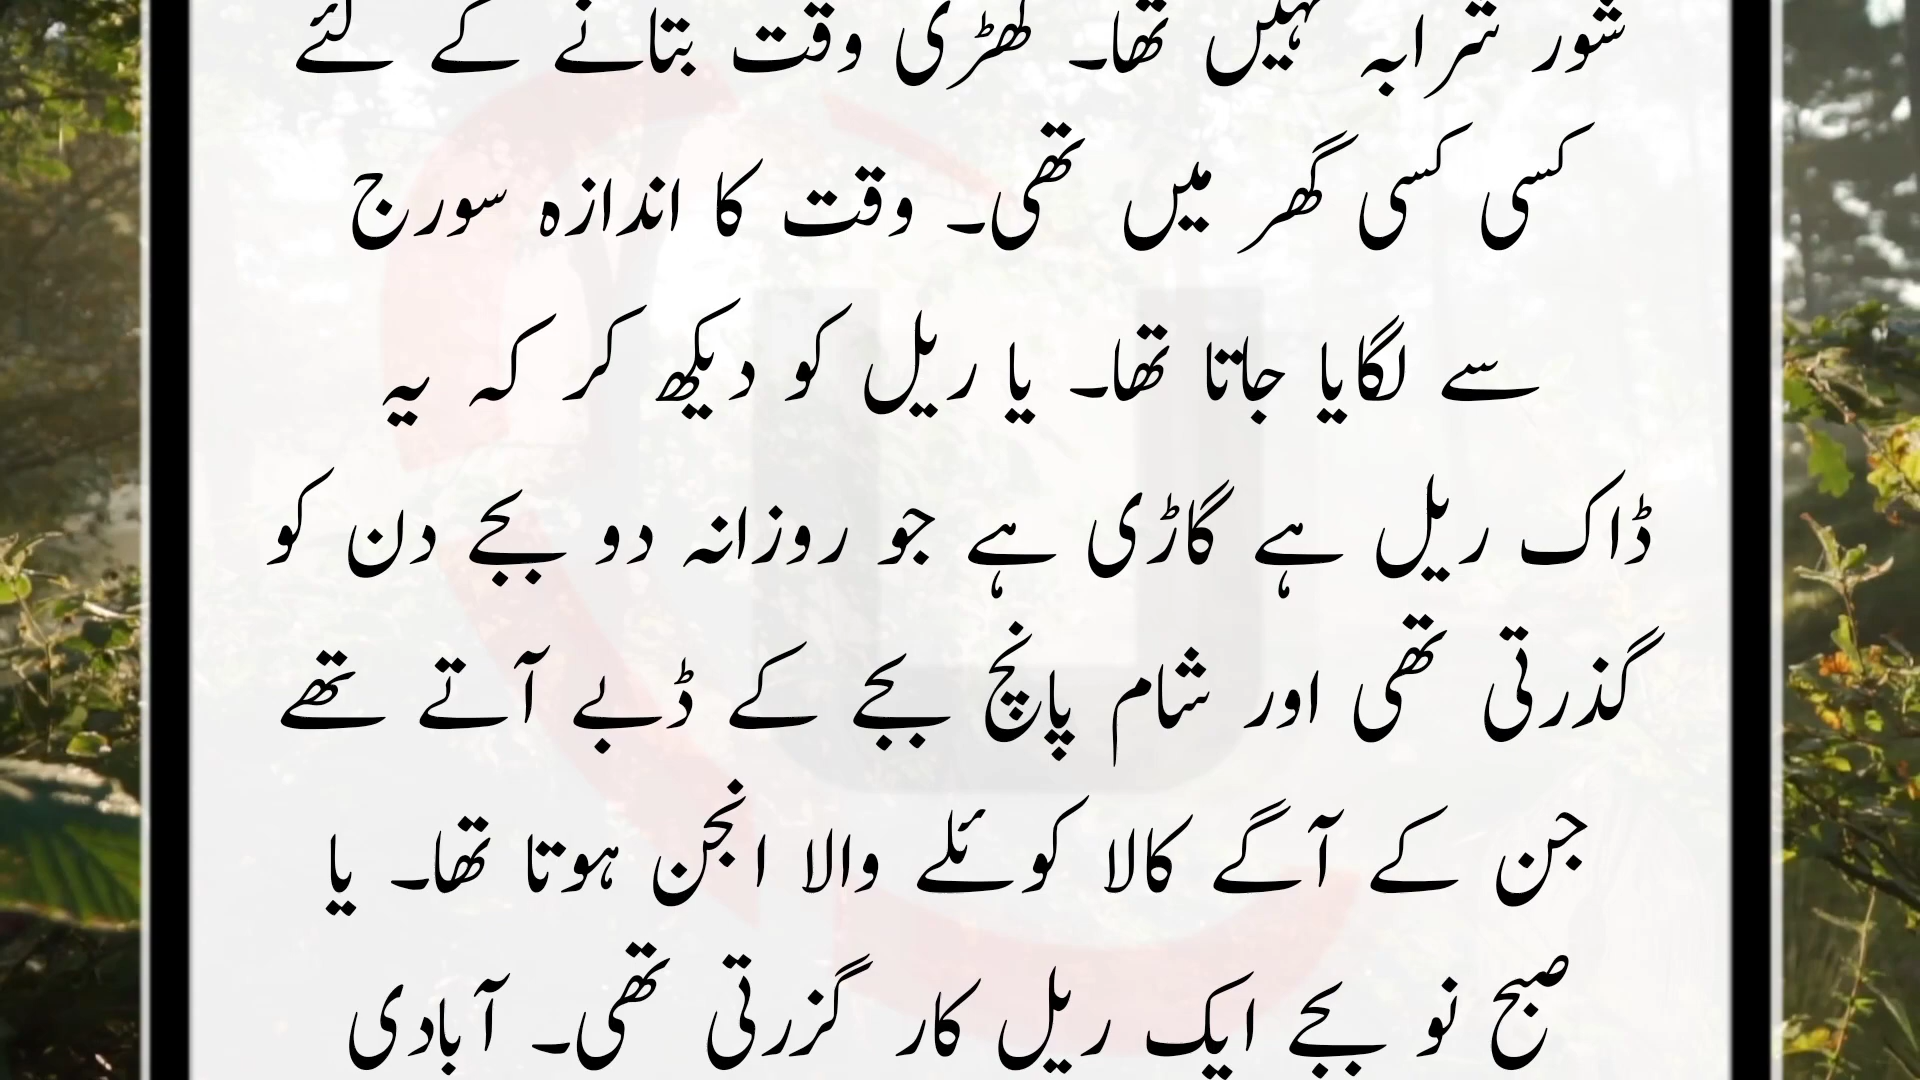 شور شرابہ نہیں تھا۔ گھڑی وقت بتانے کے لئے
کسی کسی گھر میں تھی۔ وقت کا اندازہ سورج
سے لگایا جاتا تھا۔ یا ریل کو دیکھ کر کہ یہ
ڈاک ریل ہے گاڑی ہے جو روزانہ دو بجے دن کو
گذرتی تھی اور شام پانچ بجے کے ڈبے آتے تھے
جن کے آگے کالا کوئلے والا انجن ہوتا تھا۔ یا
صبح نو بجے ایک ریل کار گزرتی تھی۔ آبادی